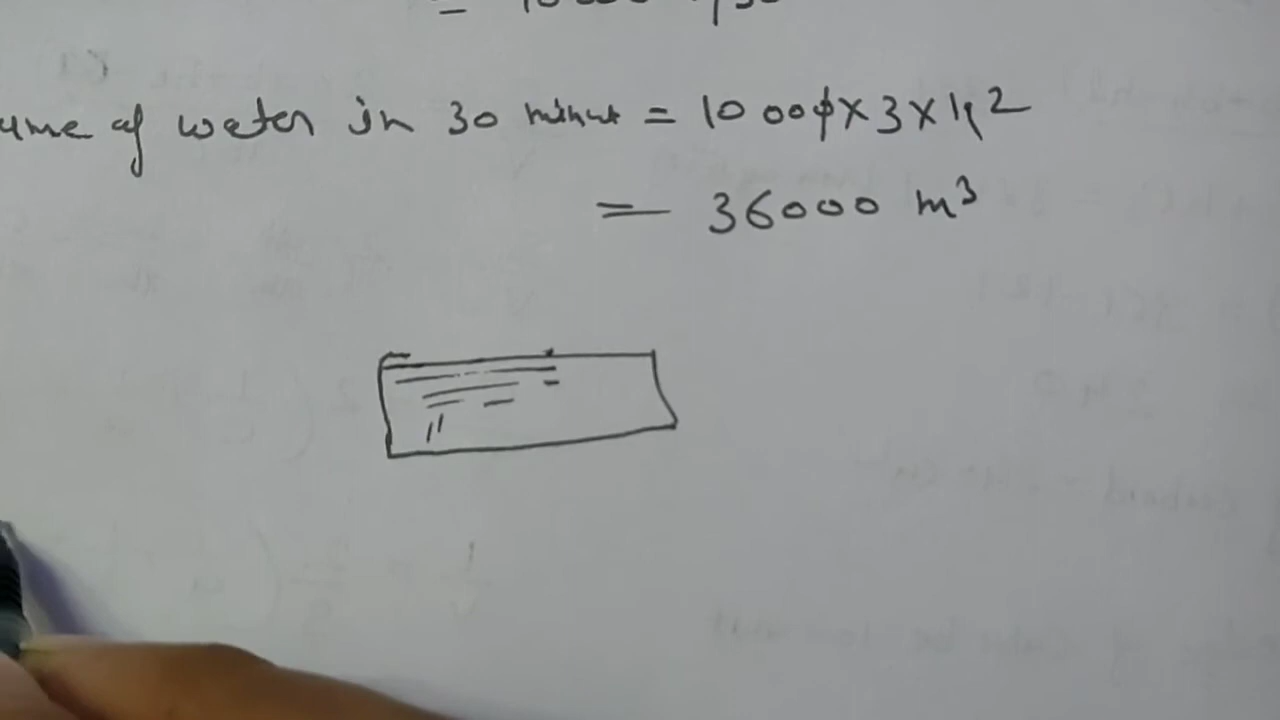 ume of water in 30 minut = 10000 x 3 x 1,2
= 36000 m³